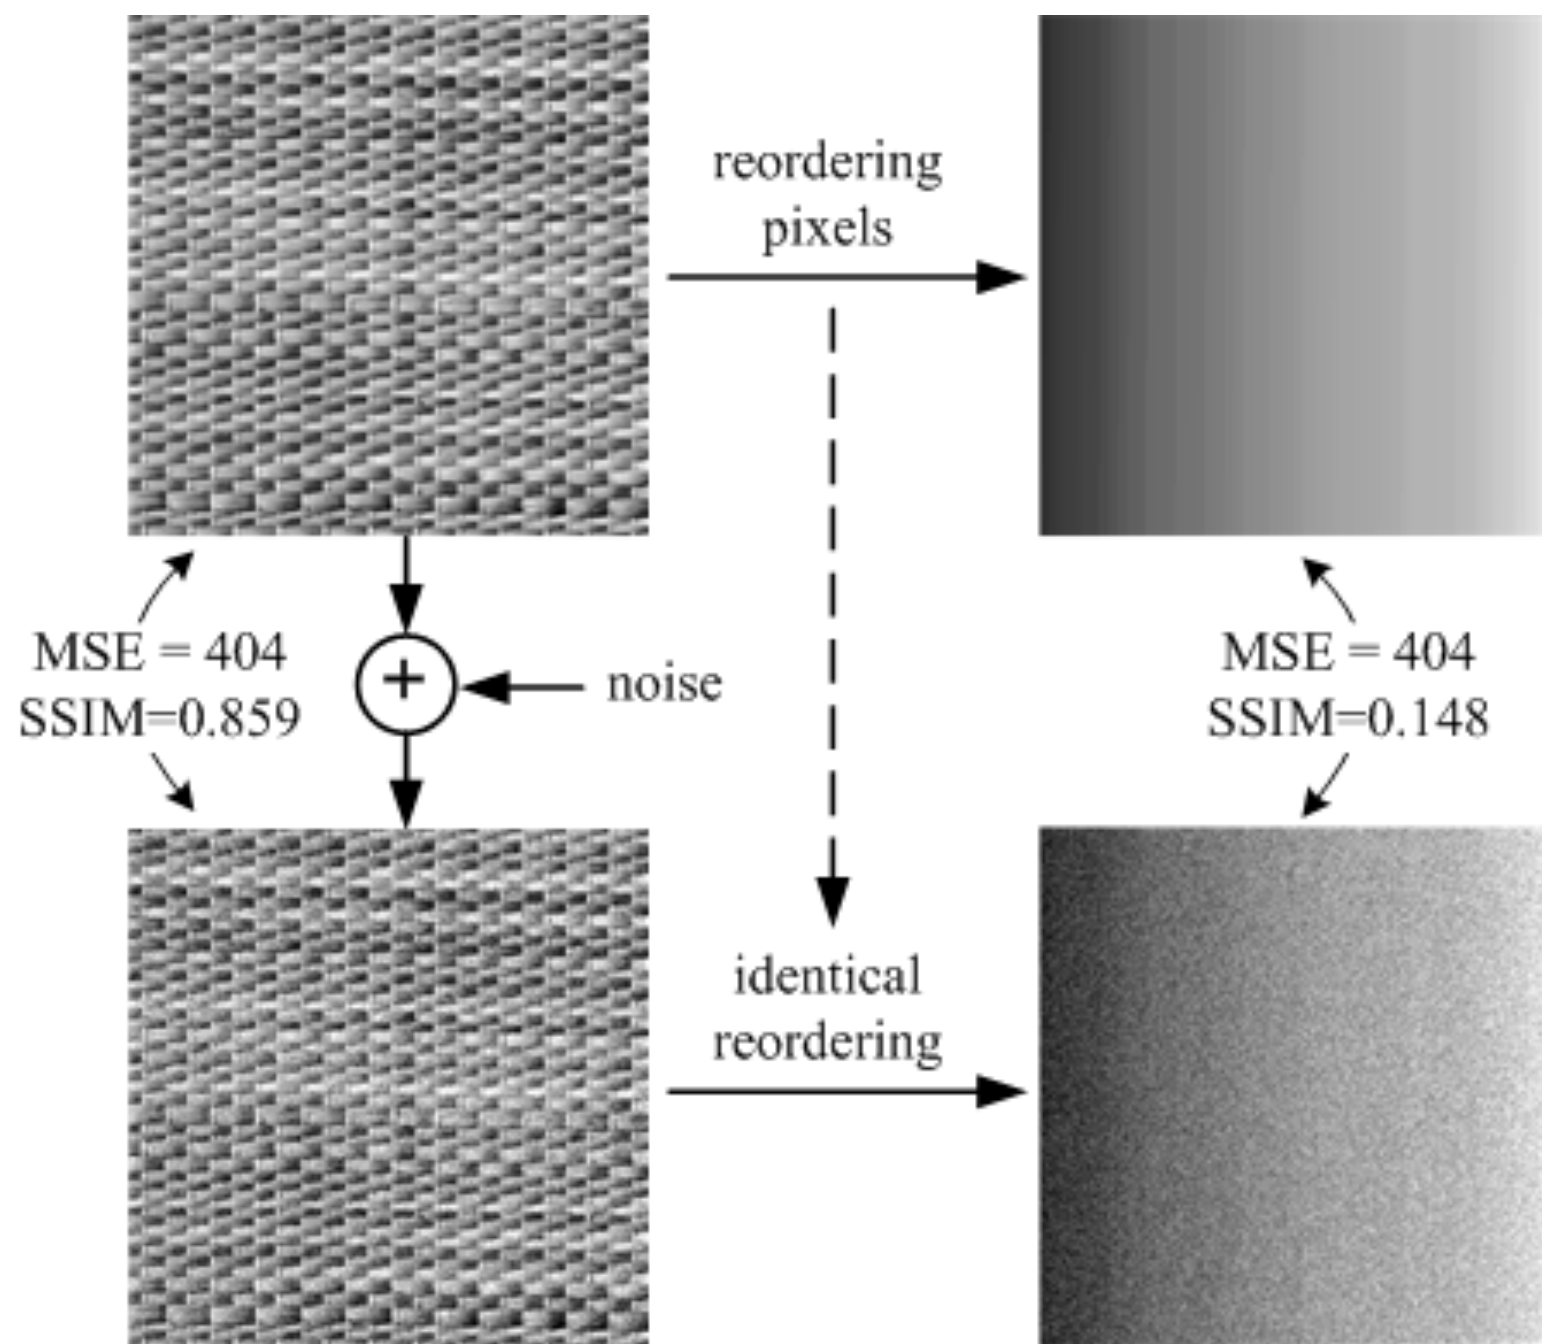 reordering
pixels
MSE = 404
SSIM=0.859
+
noise
MSE = 404
SSIM=0.148
identical
reordering